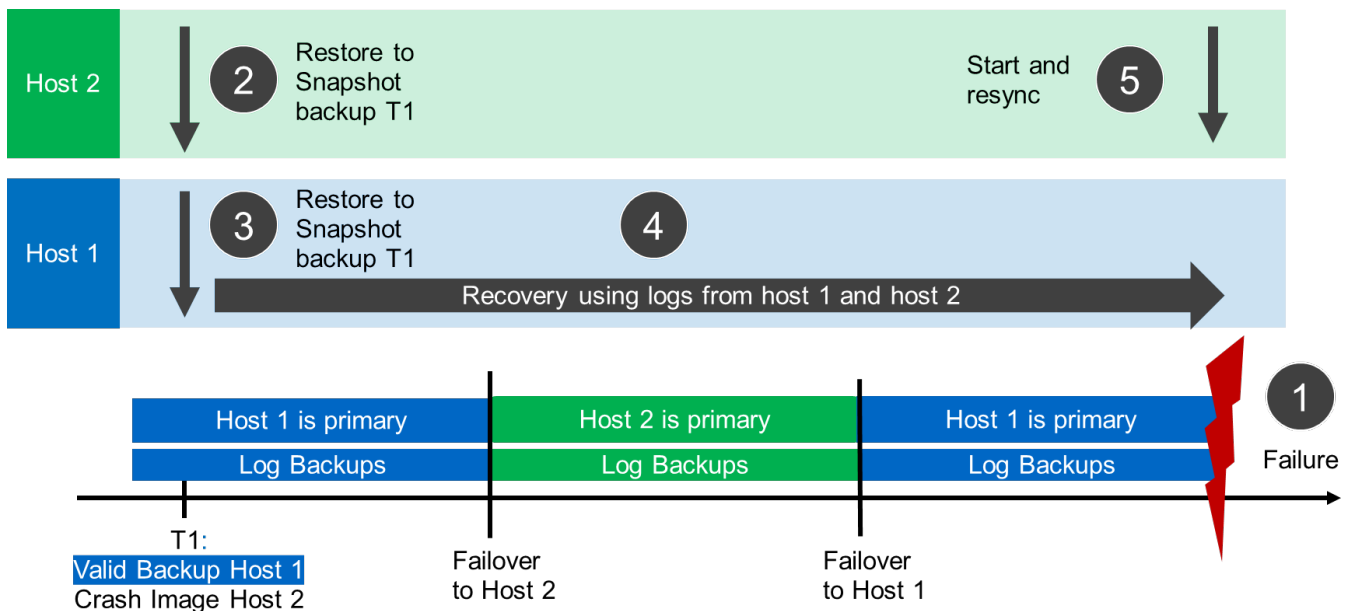 Host 2
2
Restore to
Snapshot
backup T1
Start and
resync
5
Host 1
3
Restore to
Snapshot
backup T1
4
Recovery using logs from host 1 and host 2
1
Failure
Host 1 is primary
Host 2 is primary
Host 1 is primary
Log Backups
Log Backups
Log Backups
T1:
Valid Backup Host 1
Crash Image Host 2
Failover
to Host 2
Failover
to Host 1